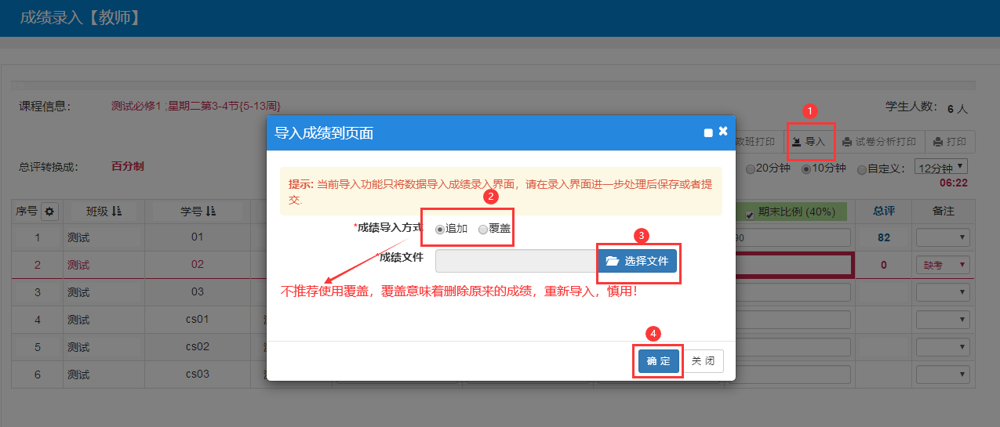 成绩录入【教师】
课程信息: 测试必修1 ;星期二第3-4节{5-13周} 学生人数: 6 人
1
导入成绩到页面
政班打印 导入 试卷分析打印 打印
总评转换成: 百分制 20分钟 10分钟 自定义: 12分钟
06:22
提示: 当前导入功能只将数据导入成绩录入界面，请在录入界面进一步处理后保存或者提
交.
2
序号 班级 学号 期末比例 (40%) 总评 备注
*成绩导入方式 追加 覆盖
3
1 测试 01 90 82
*成绩文件 选择文件
2 测试 02 0 缺考
不推荐使用覆盖，覆盖意味着删除原来的成绩，重新导入，慎用！
3 测试 03
4 测试 cs01
4
5 测试 cs02
确 定 关 闭
6 测试 cs03